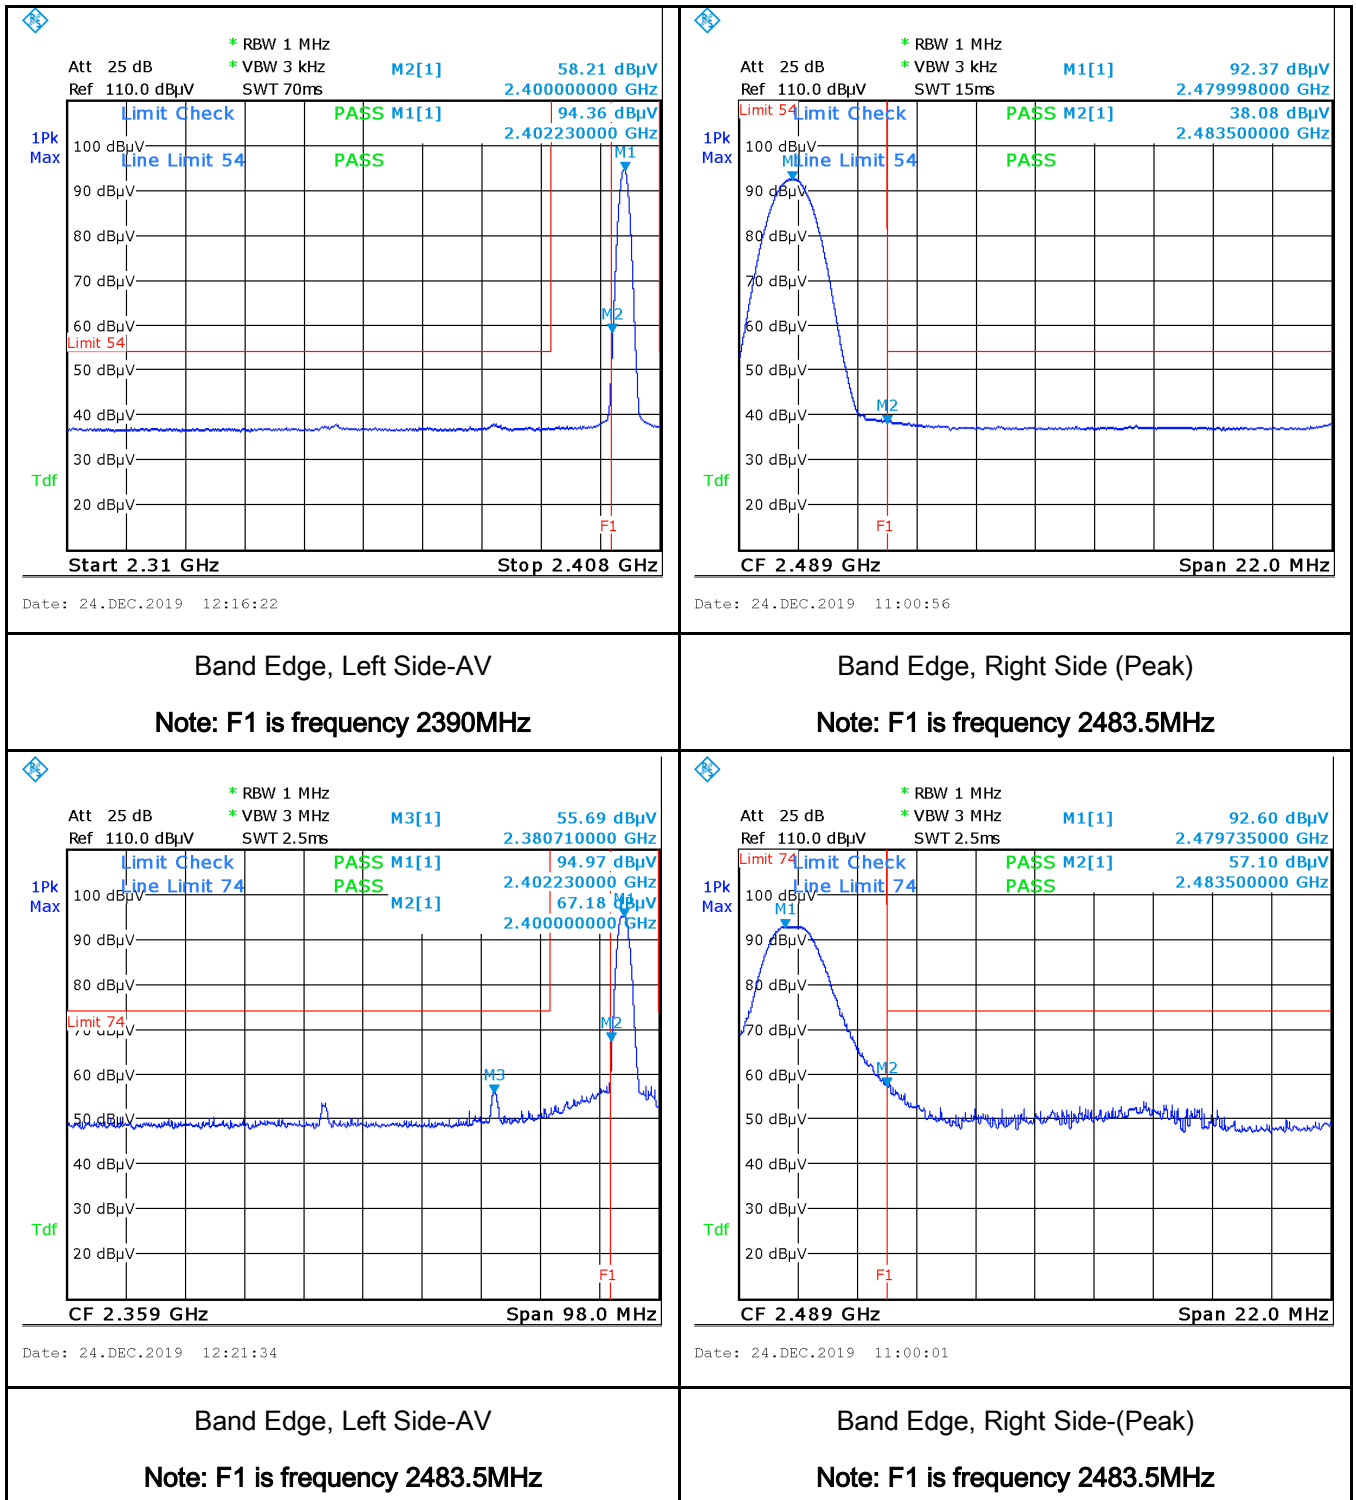 * RBW 1 MHz
Att 25 dB * VBW 3 kHz M2[1] 58.21 dBµV
Ref 110.0 dBµV SWT 70ms 2.400000000 GHz
Limit Check PASS M1[1] 94.36 dBµV
2.402230000 GHz
1Pk
Max
100 dBµV
M1
Line Limit 54 PASS
90 dBµV
80 dBµV
70 dBµV
60 dBµV
M2
Limit 54
50 dBµV
40 dBµV
30 dBµV
Tdf
20 dBµV
F1
Start 2.31 GHz Stop 2.408 GHz
Date: 24.DEC.2019 12:16:22
Band Edge, Left Side-AV
Note: F1 is frequency 2390MHz
* RBW 1 MHz
Att 25 dB * VBW 3 kHz M1[1] 92.37 dBµV
Ref 110.0 dBµV SWT 15ms 2.479998000 GHz
Limit 54 Limit Check PASS M2[1] 38.08 dBµV
2.483500000 GHz
1Pk
Max
100 dBµV
Line Limit 54 PASS
90 dBµV
80 dBµV
70 dBµV
60 dBµV
50 dBµV
40 dBµV
M2
30 dBµV
Tdf
20 dBµV
F1
CF 2.489 GHz Span 22.0 MHz
Date: 24.DEC.2019 11:00:56
Band Edge, Right Side (Peak)
Note: F1 is frequency 2483.5MHz
* RBW 1 MHz
Att 25 dB * VBW 3 MHz M3[1] 55.69 dBµV
Ref 110.0 dBµV SWT 2.5ms 2.380710000 GHz
Limit Check PASS M1[1] 94.97 dBµV
2.402230000 GHz
Line Limit 74 PASS
1Pk
Max
100 dBµV
M2[1] 67.18 dBµV
2.400000000 GHz
M1
90 dBµV
80 dBµV
Limit 74
70 dBµV
M2
60 dBµV
M3
50 dBµV
40 dBµV
30 dBµV
Tdf
20 dBµV
F1
CF 2.359 GHz Span 98.0 MHz
Date: 24.DEC.2019 12:21:34
Band Edge, Left Side-AV
Note: F1 is frequency 2483.5MHz
* RBW 1 MHz
Att 25 dB * VBW 3 MHz M1[1] 92.60 dBµV
Ref 110.0 dBµV SWT 2.5ms 2.479735000 GHz
Limit 74 Limit Check PASS M2[1] 57.10 dBµV
Line Limit 74 PASS 2.483500000 GHz
1Pk
Max
100 dBµV
M1
90 dBµV
80 dBµV
70 dBµV
60 dBµV
M2
50 dBµV
40 dBµV
30 dBµV
Tdf
20 dBµV
F1
CF 2.489 GHz Span 22.0 MHz
Date: 24.DEC.2019 11:00:01
Band Edge, Right Side-(Peak)
Note: F1 is frequency 2483.5MHz